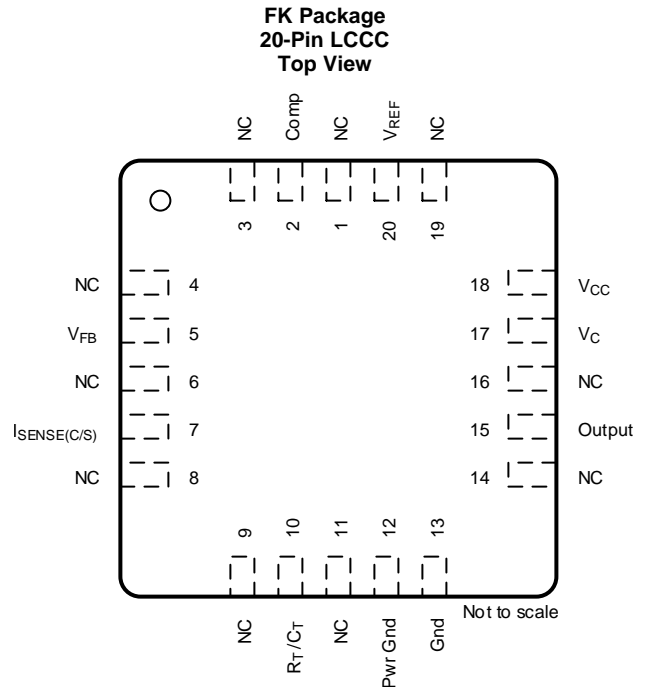 FK Package
20-Pin LCCC
Top View
NC
Comp
NC
VREF
NC
3
2
1
20
19
NC 4
VFB 5
NC 6
ISENSE(C/S) 7
NC 8
18 VCC
17 VC
16 NC
15 Output
14 NC
9
10
11
12
13
NC
RT/CT
NC
Pwr Gnd
Gnd
Not to scale